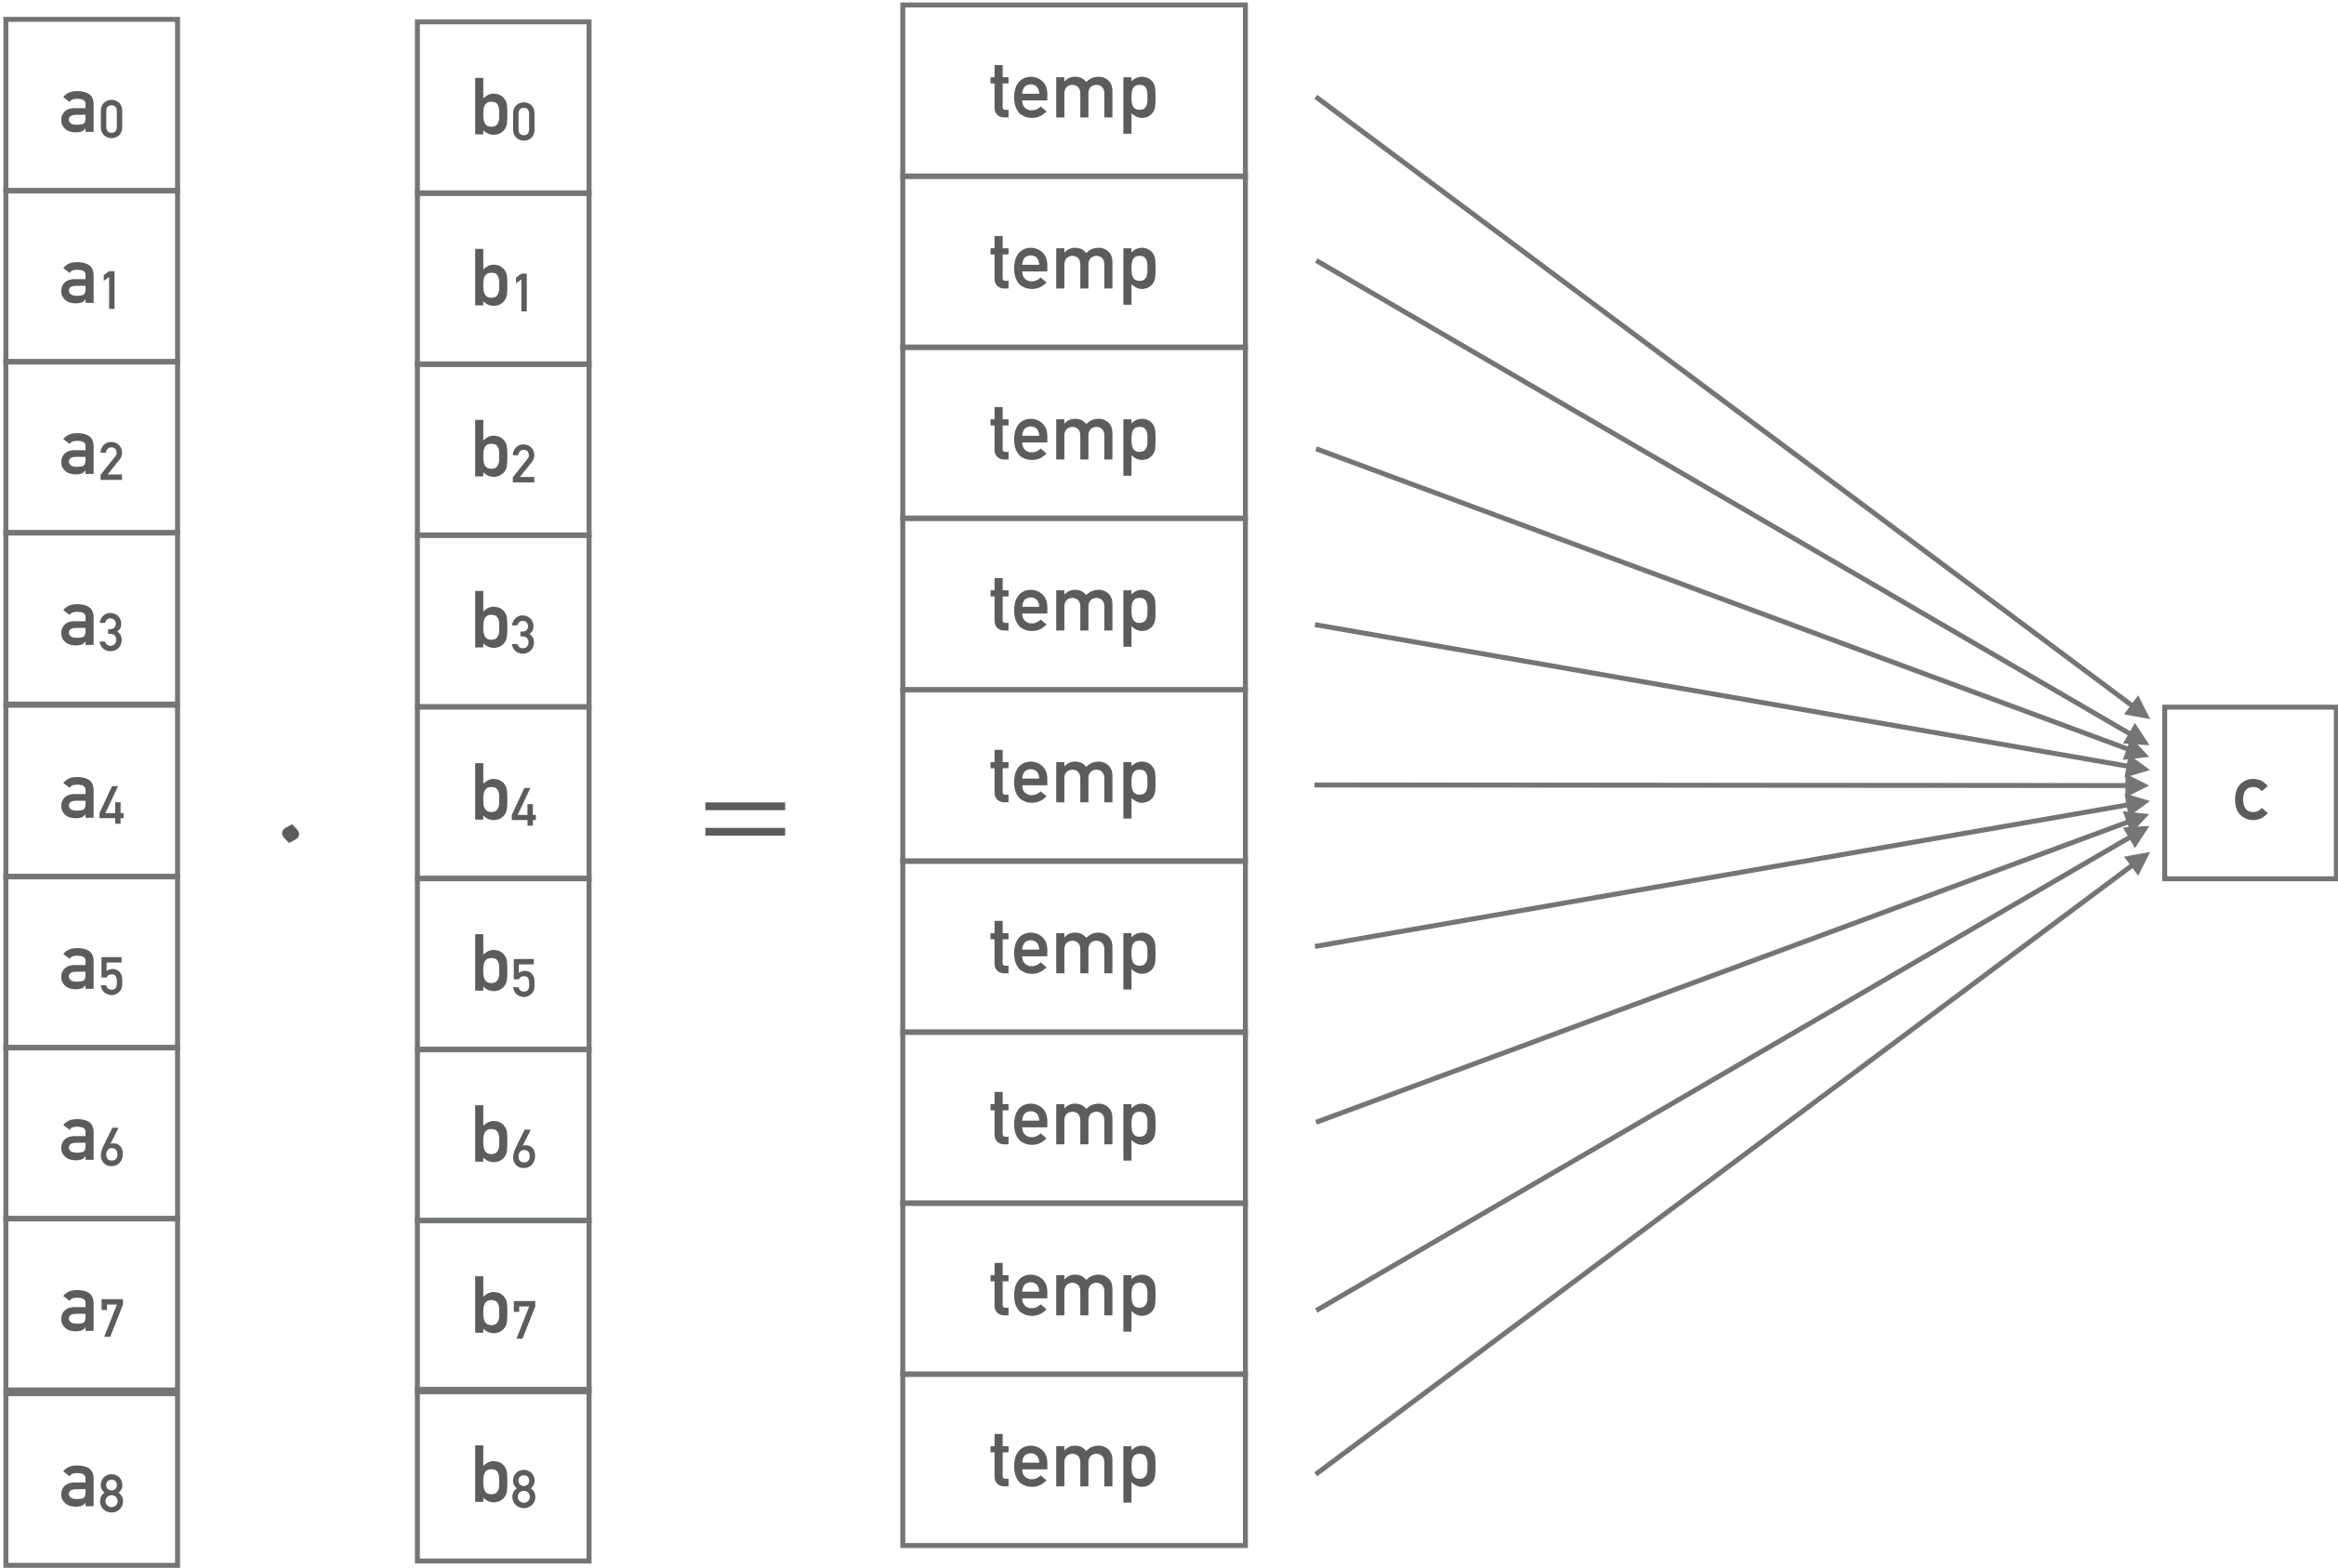 a0 b0 temp
a1 b1 temp
a2 b2 temp
a3 b3 temp
a4 . b4 = temp c
a5 b5 temp
a6 b6 temp
a7 b7 temp
a8 b8 temp